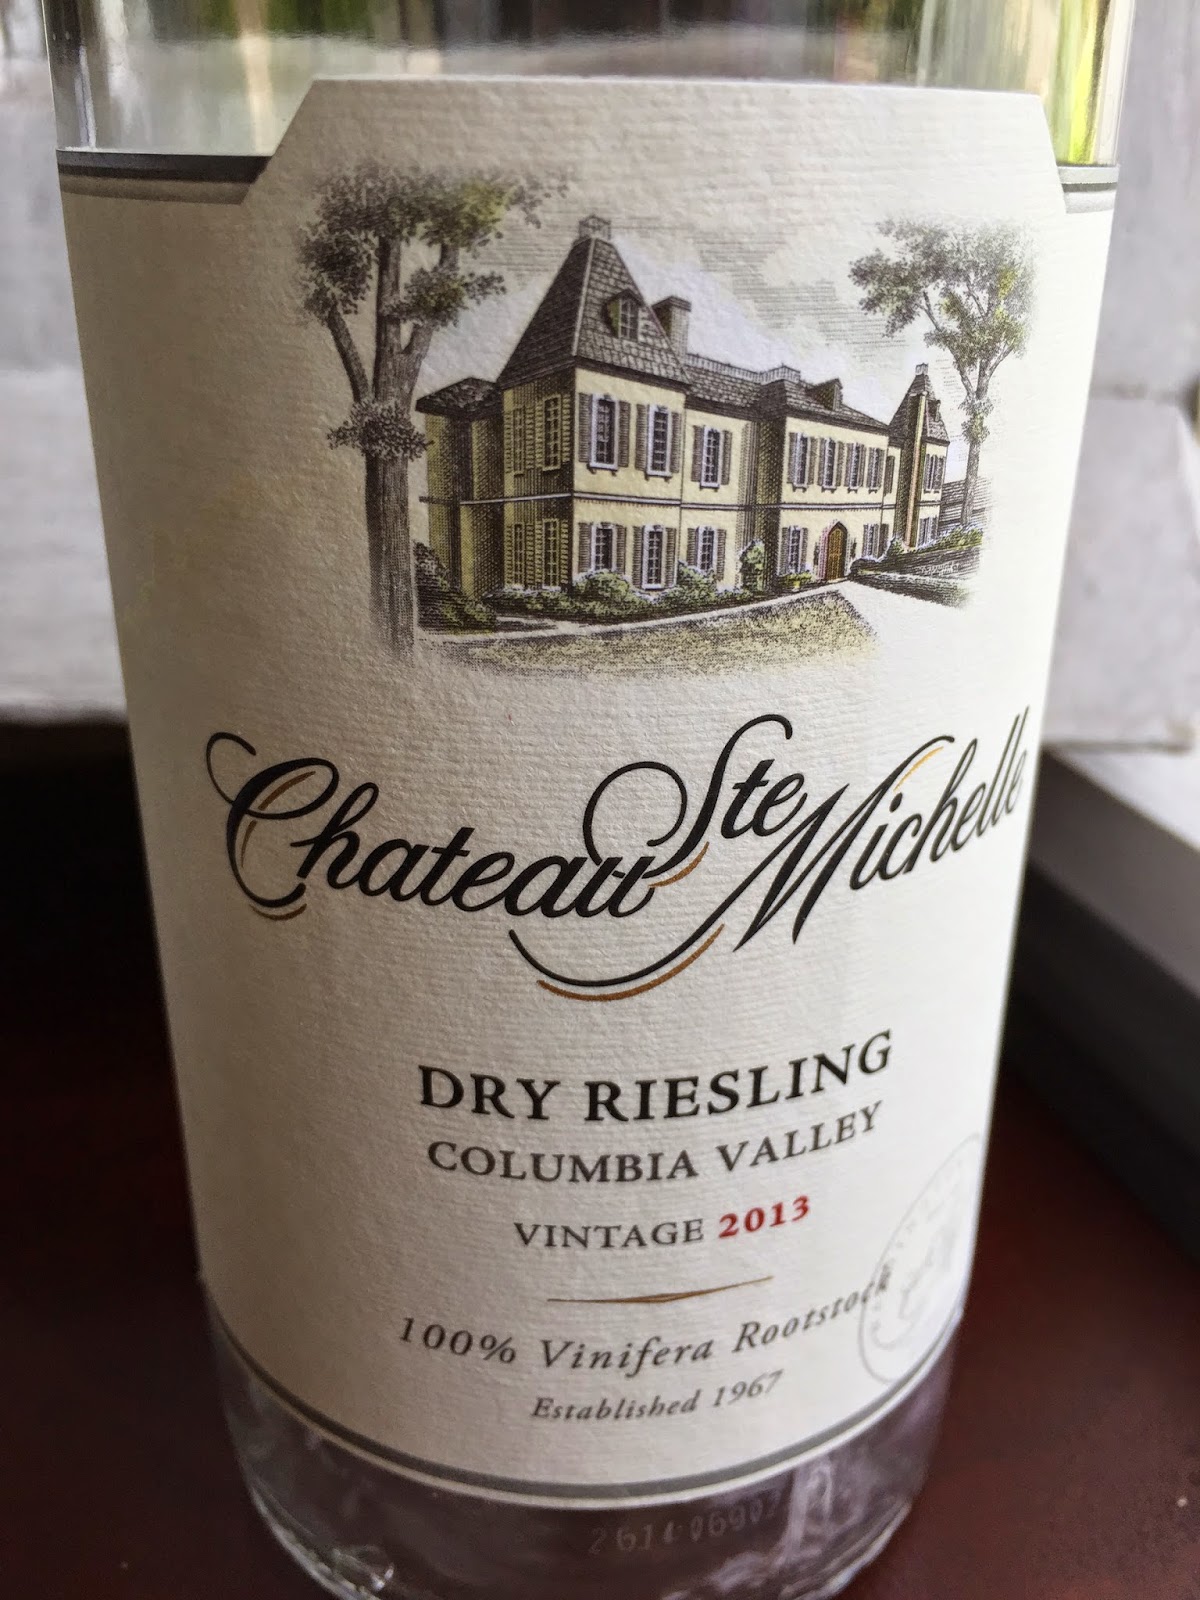 Chateau Ste Michelle
DRY RIESLING
COLUMBIA VALLEY
VINTAGE 2013
100% Vinifera Rootstock
Established 1967